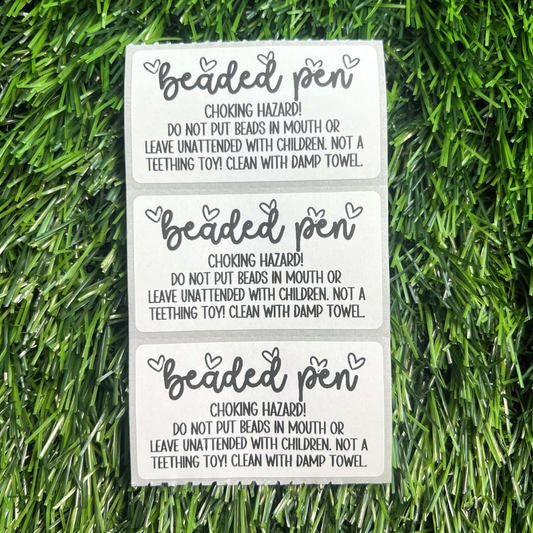 beaded pen
CHOKING HAZARD!
DO NOT PUT BEADS IN MOUTH OR
LEAVE UNATTENDED WITH CHILDREN. NOT A
TEETHING TOY! CLEAN WITH DAMP TOWEL.
beaded pen
CHOKING HAZARD!
DO NOT PUT BEADS IN MOUTH OR
LEAVE UNATTENDED WITH CHILDREN. NOT A
TEETHING TOY! CLEAN WITH DAMP TOWEL.
beaded pen
CHOKING HAZARD!
DO NOT PUT BEADS IN MOUTH OR
LEAVE UNATTENDED WITH CHILDREN. NOT A
TEETHING TOY! CLEAN WITH DAMP TOWEL.